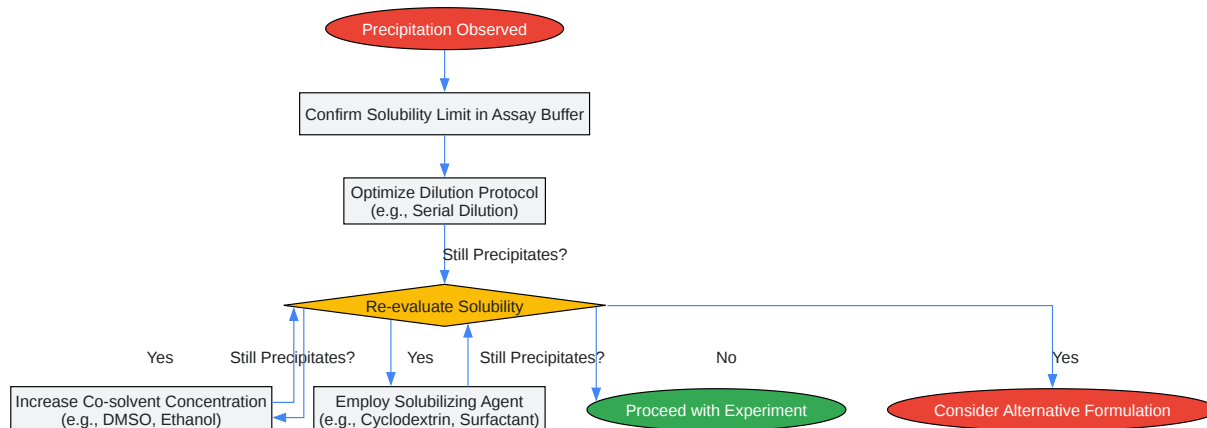 Precipitation Observed
Confirm Solubility Limit in Assay Buffer
Optimize Dilution Protocol
(e.g., Serial Dilution)
Still Precipitates?
Re-evaluate Solubility
Yes
Still Precipitates?
Yes
Still Precipitates?
No
Yes
Increase Co-solvent Concentration
(e.g., DMSO, Ethanol)
Employ Solubilizing Agent
(e.g., Cyclodextrin, Surfactant)
Proceed with Experiment
Consider Alternative Formulation